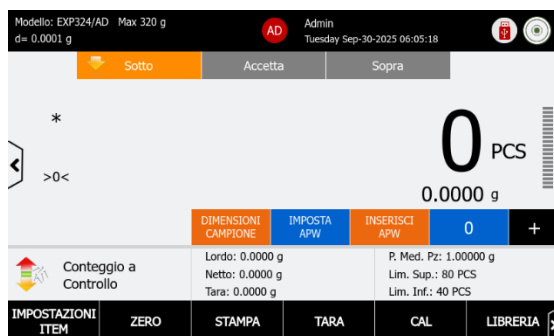 Modello: EXP324/AD Max 320 g
d= 0.0001 g
AD
Admin
Tuesday Sep-30-2025 06:05:18
Sotto
Accetta
Sopra
*
>0<
0 PCS
0.0000 g
DIMENSIONI
CAMPIONE
IMPOSTA
APW
INSERISCI
APW
0
+
Conteggio a
Controllo
Lordo: 0.0000 g
Netto: 0.0000 g
Tara: 0.0000 g
P. Med. Pz: 1.00000 g
Lim. Sup.: 80 PCS
Lim. Inf.: 40 PCS
IMPOSTAZIONI
ITEM
ZERO
STAMPA
TARA
CAL
LIBRERIA